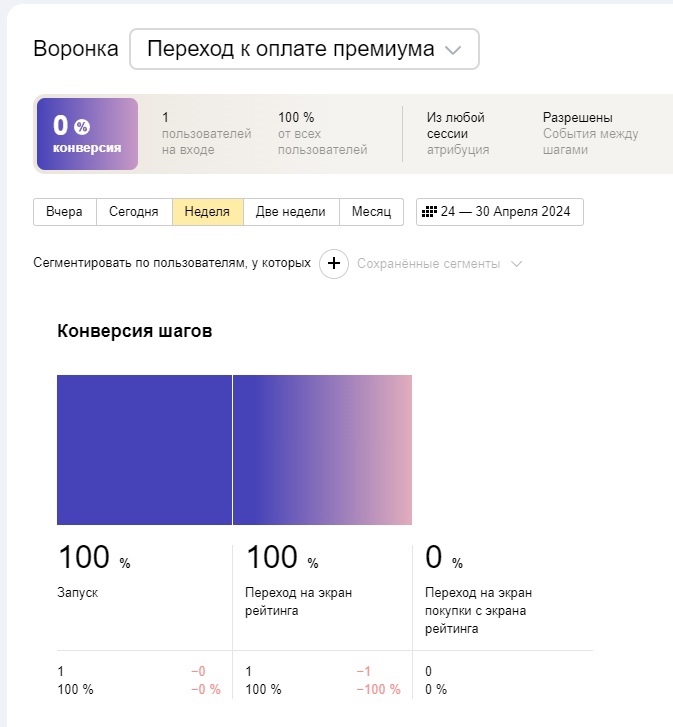 Воронка Переход к оплате премиума
0 %
конверсия
1
пользователей
на входе
100 %
от всех
пользователей
Из любой
сессии
атрибуция
Разрешены
События между
шагами
Вчера Сегодня Неделя Две недели Месяц 24 — 30 Апреля 2024
Сегментировать по пользователям, у которых + Сохранённые сегменты
Конверсия шагов
100 %
Запуск
1 −0
100 % −0 %
100 %
Переход на экран
рейтинга
1 −1
100 % −100 %
0 %
Переход на экран
покупки с экрана
рейтинга
0
0 %